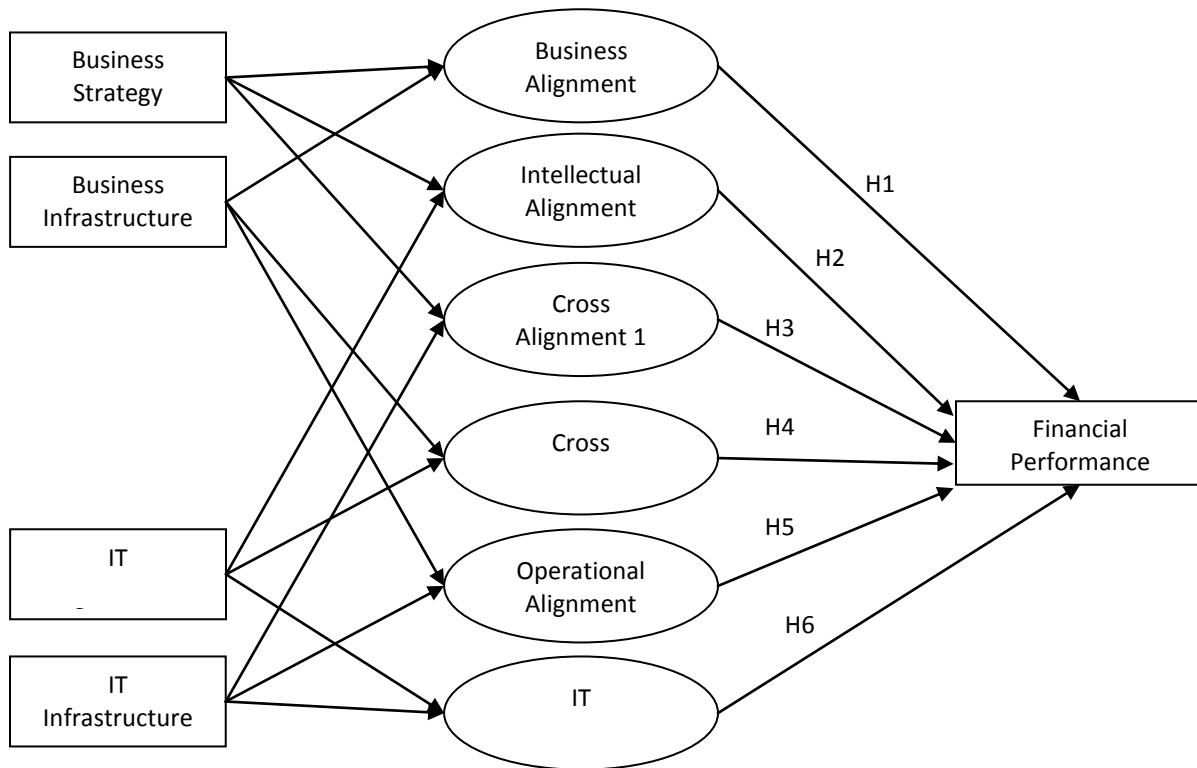 Business
Strategy
Business
Infrastructure
IT
IT
Infrastructure
Business
Alignment
Intellectual
Alignment
Cross
Alignment 1
Cross
Operational
Alignment
IT
H1
H2
H3
H4
H5
H6
Financial
Performance